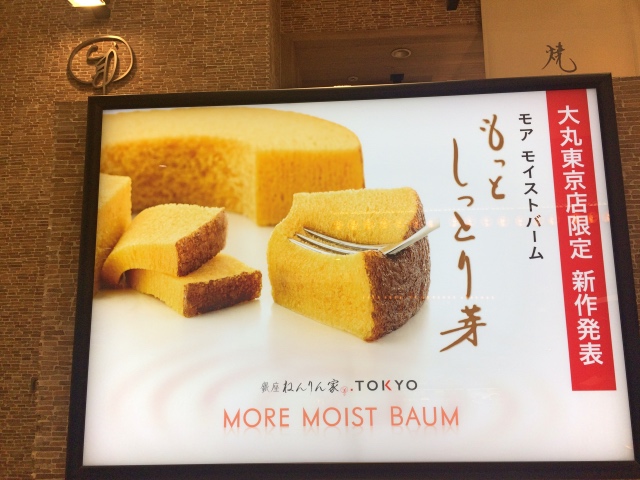 焼
大丸東京店限定 新作発表
モア モイストバーム
もっと
しっとり芽
銀座ねんりん家.TOKYO
MORE MOIST BAUM